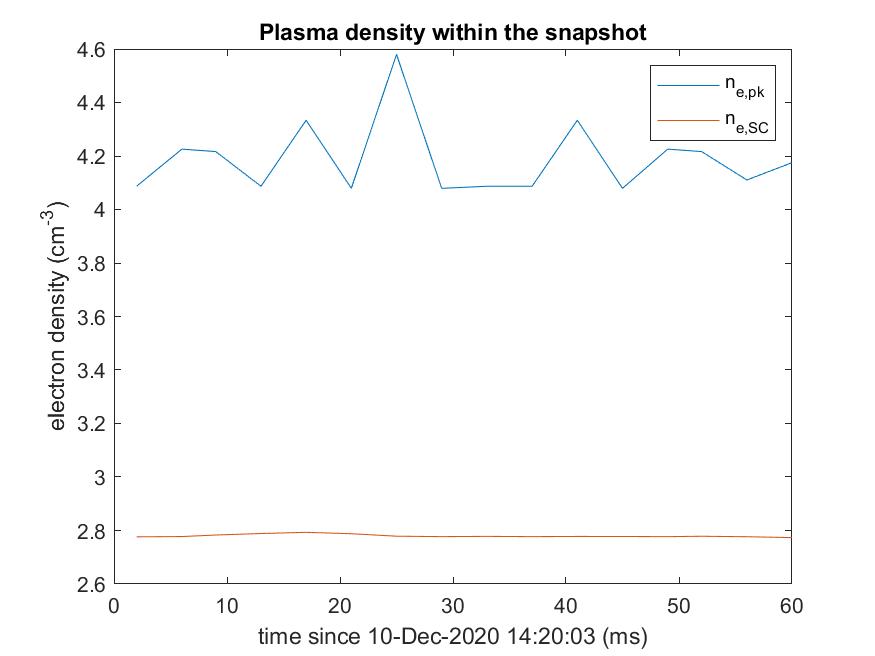 Plasma density within the snapshot
4.6
4.4
4.2
4
3.8
3.6
3.4
3.2
3
2.8
2.6
electron density (cm-3)
n e,pk
n e,SC
0 10 20 30 40 50 60
time since 10-Dec-2020 14:20:03 (ms)